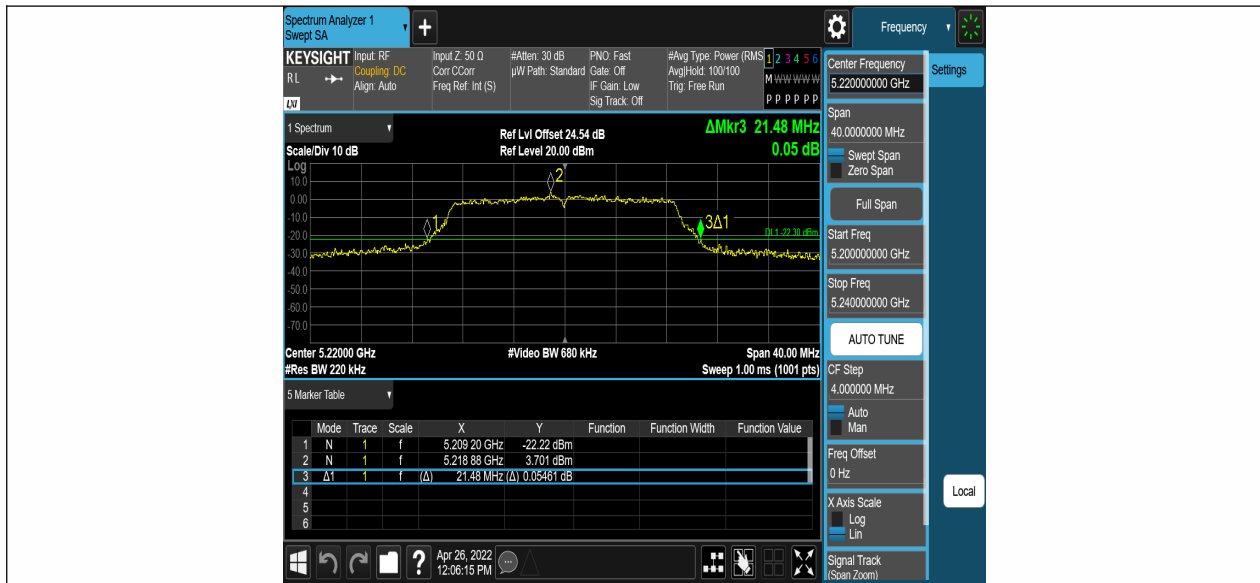 Spectrum Analyzer 1
Swept SA
+
Frequency
KEYSIGHT
RL
LXI
Input: RF
Coupling: DC
Align: Auto
Input Z: 50 Ω
Corr CCorr
Freq Ref: Int (S)
#Atten: 30 dB
µW Path: Standard
PNO: Fast
Gate: Off
IF Gain: Low
Sig Track: Off
#Avg Type: Power (RMS
Avg|Hold: 100/100
Trig: Free Run
1 2 3 4 5 6
M W W W W W
P P P P P P
1 Spectrum
Scale/Div 10 dB
Ref Lvl Offset 24.54 dB
Ref Level 20.00 dBm
ΔMkr3 21.48 MHz
0.05 dB
Log
10.0
0.00
-10.0
-20.0
-30.0
-40.0
-50.0
-60.0
-70.0
1
2
3Δ1
DL1 -22.30 dBm
Center 5.22000 GHz
#Video BW 680 kHz
Span 40.00 MHz
#Res BW 220 kHz
Sweep 1.00 ms (1001 pts)
5 Marker Table
Mode Trace Scale X Y Function Function Width Function Value
1 N 1 f 5.209 20 GHz -22.22 dBm
2 N 1 f 5.218 88 GHz 3.701 dBm
3 Δ1 1 f (Δ) 21.48 MHz (Δ) 0.05461 dB
4
5
6
?
Apr 26, 2022
12:06:15 PM
Center Frequency
5.220000000 GHz
Settings
Span
40.0000000 MHz
Swept Span
Zero Span
Full Span
Start Freq
5.200000000 GHz
Stop Freq
5.240000000 GHz
AUTO TUNE
CF Step
4.000000 MHz
Auto
Man
Freq Offset
0 Hz
Local
X Axis Scale
Log
Lin
Signal Track
(Span Zoom)